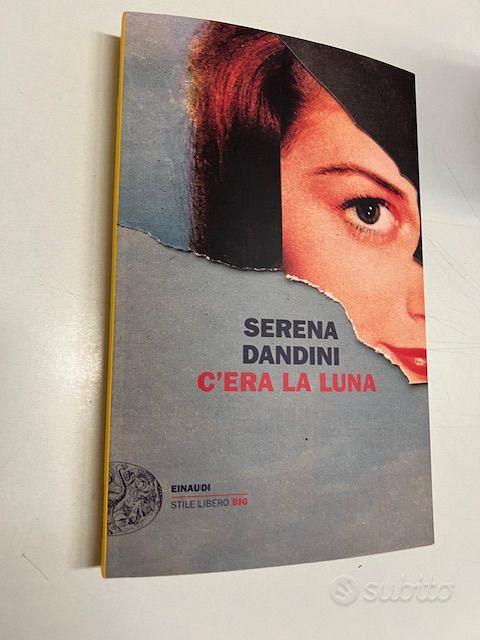 SERENA
DANDINI
C'ERA LA LUNA
EINAUDI
STILE LIBERO BIG
subito